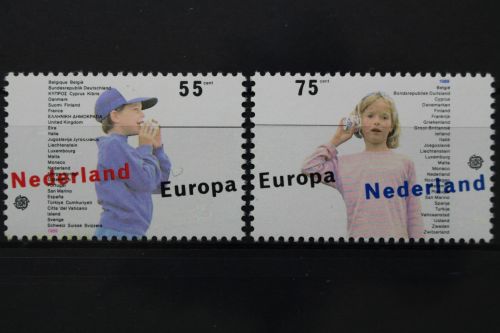 55 cent
Belgique België
Bundesrepublik Deutschland
ΚΥΠΡΟΣ Cyprus Kibris
Danmark
Suomi Finland
France
ΕΛΛΗΝΙΚΗ ΔΗΜΟΚΡΑΤΙΑ
United Kingdom
Eire
Italia
Liechtenstein
Luxembourg
Malta
Monaco
Nederland
Nederland
Europa
Portugal
San Marino
España
Türkiye Cumhuriyeti
Citta del Vaticano
Island
Sverige
Schweiz Suisse Svizzera
1989
75 cent
1989
België
Bondsrepubliek Duitsland
Cyprus
Denemarken
Finland
Frankrijk
Griekenland
Groot-Brittannië
Ierland
Italië
Joegoslavië
Liechtenstein
Luxemburg
Malta
Monaco
Nederland
Europa
Nederland
San Marino
Spanje
Turkije
Vaticaanstad
IJsland
Zweden
Zwitserland